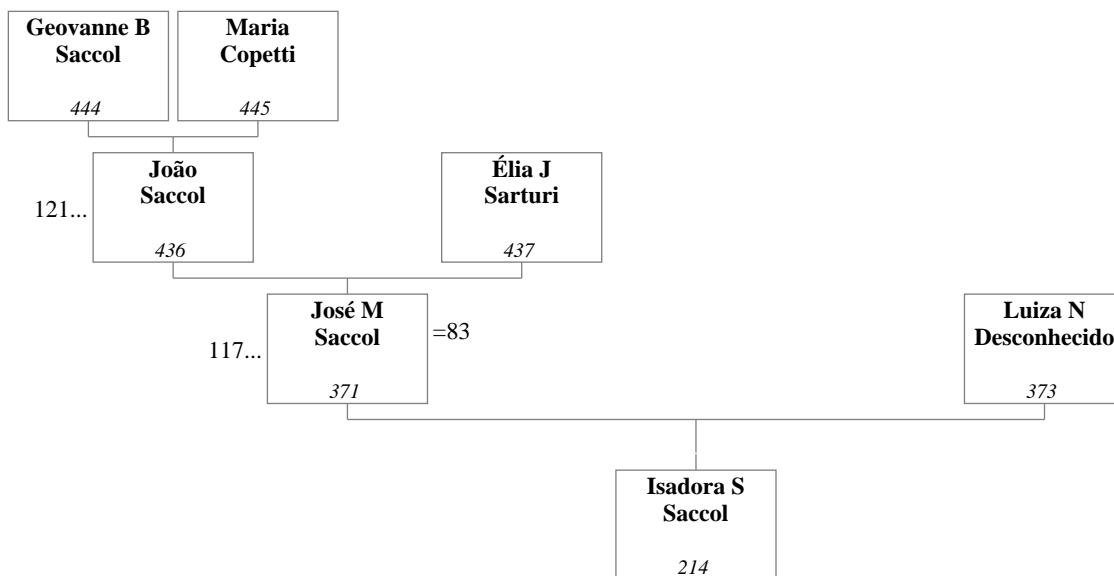 Geovanne B
Saccol
444
Maria
Copetti
445
121...
João
Saccol
436
Élia J
Sarturi
437
117...
José M
Saccol
371
=83
Luiza N
Desconhecido
373
Isadora S
Saccol
214